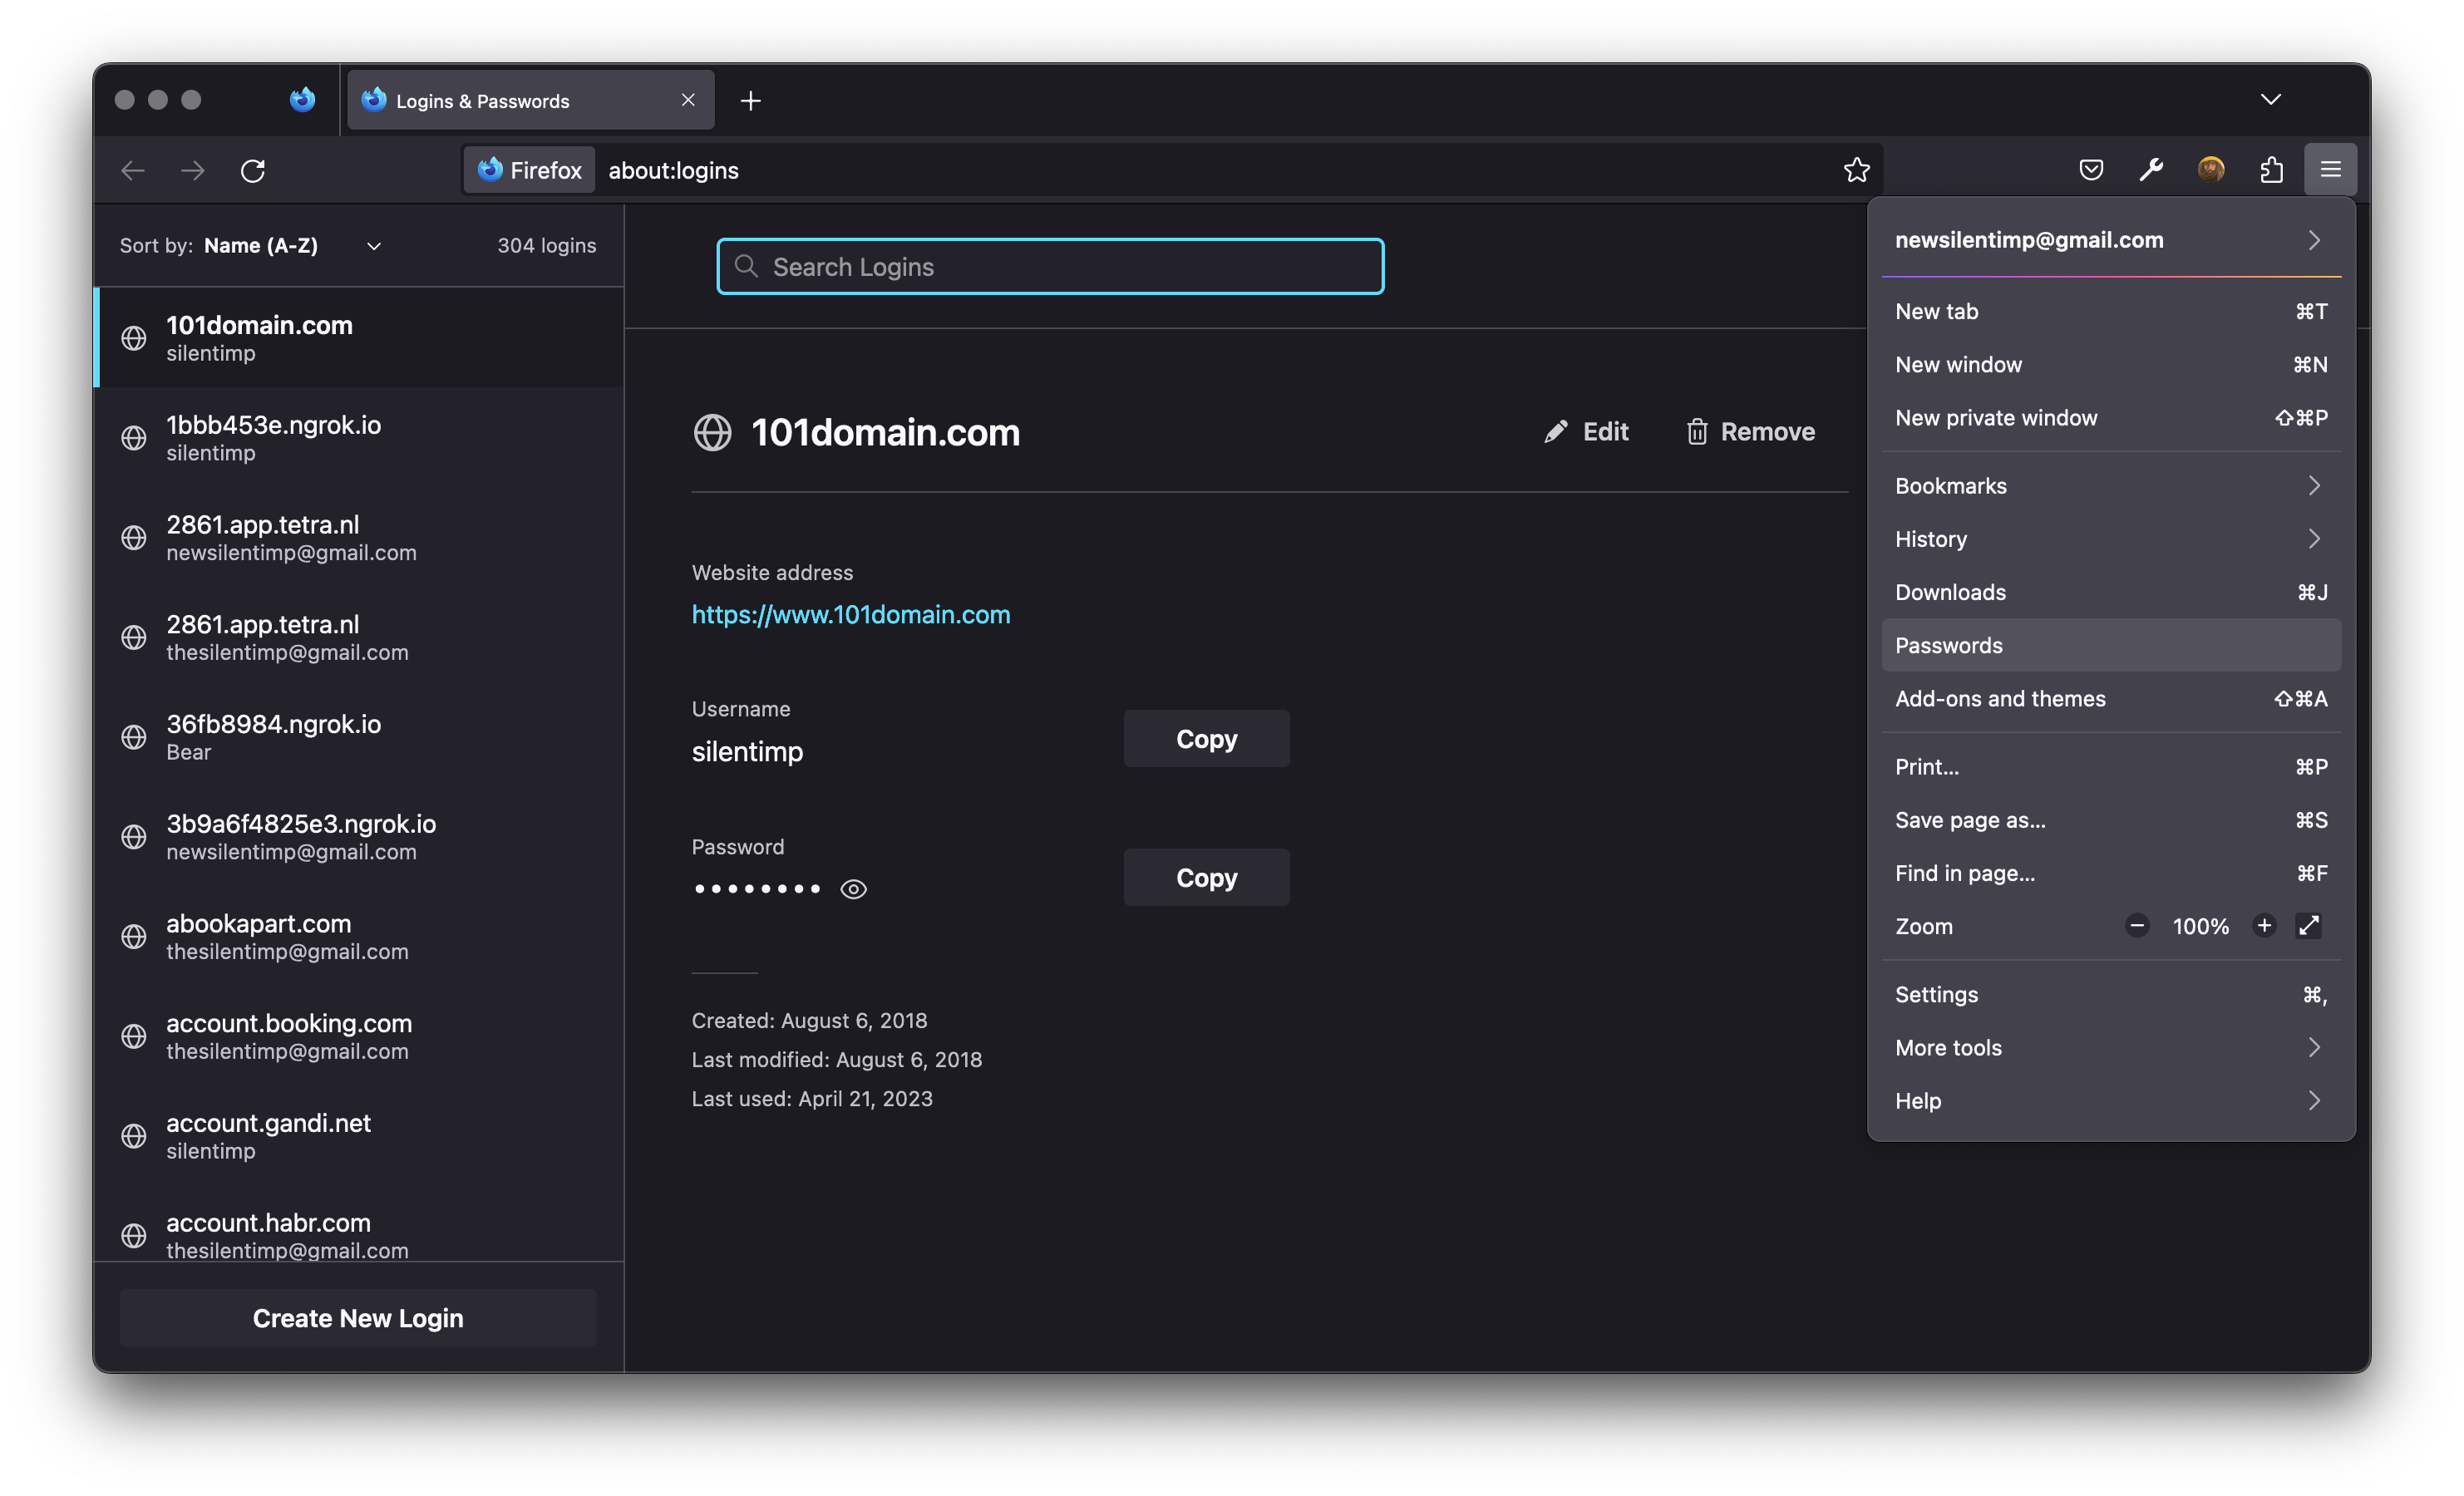 Logins & Passwords
Firefox
about:logins
Sort by: Name (A-Z)
304 logins
101domain.com
silentimp
1bbb453e.ngrok.io
silentimp
2861.app.tetra.nl
newsilentimp@gmail.com
2861.app.tetra.nl
thesilentimp@gmail.com
36fb8984.ngrok.io
Bear
3b9a6f4825e3.ngrok.io
newsilentimp@gmail.com
abookapart.com
thesilentimp@gmail.com
account.booking.com
thesilentimp@gmail.com
account.gandi.net
silentimp
account.habr.com
thesilentimp@gmail.com
Create New Login
Search Logins
101domain.com
Edit
Remove
Website address
https://www.101domain.com
Username
silentimp
Copy
Password
••••••••
Copy
Created: August 6, 2018
Last modified: August 6, 2018
Last used: April 21, 2023
newsilentimp@gmail.com
New tab ⌘T
New window ⌘N
New private window ⇧⌘P
Bookmarks
History
Downloads ⌘J
Passwords
Add-ons and themes ⇧⌘A
Print... ⌘P
Save page as... ⌘S
Find in page... ⌘F
Zoom − 100% +
Settings ⌘,
More tools
Help